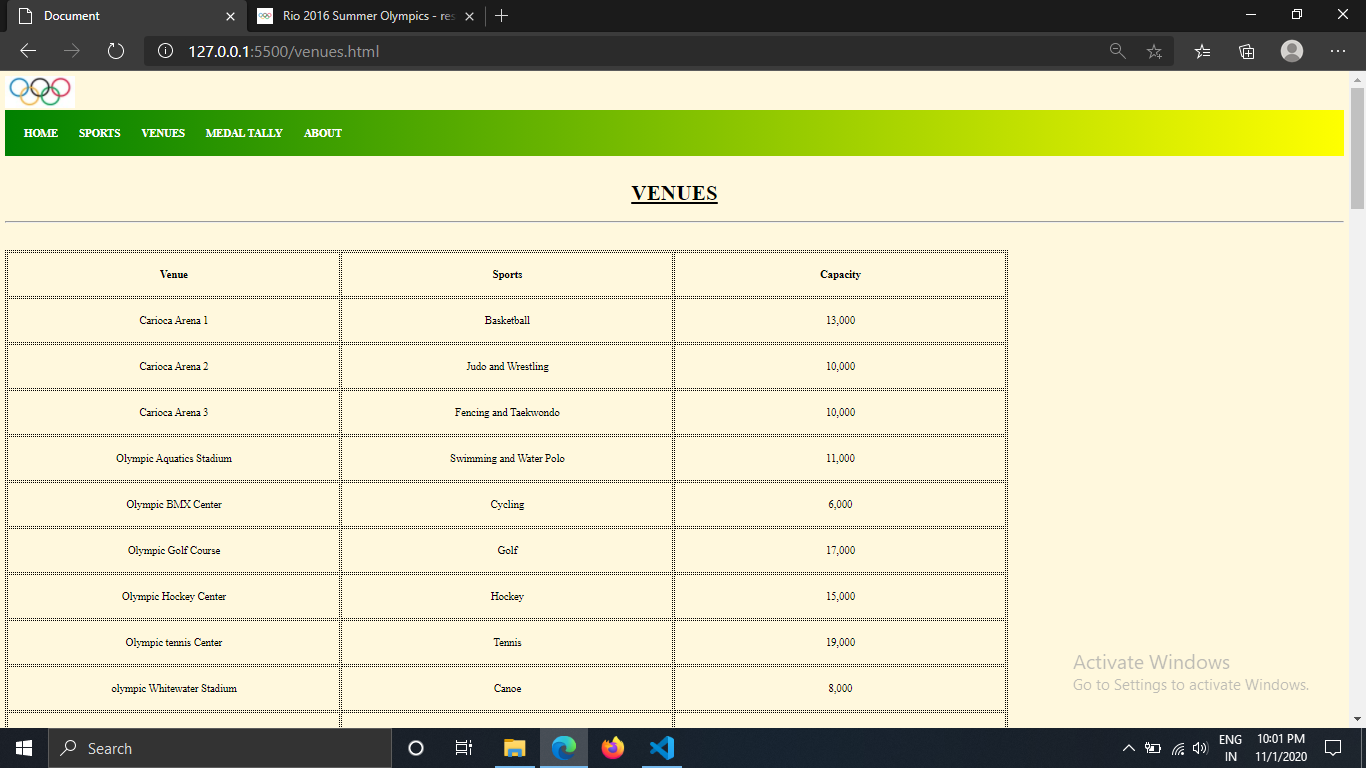 Document
Rio 2016 Summer Olympics - res
127.0.0.1:5500/venues.html
HOME SPORTS VENUES MEDAL TALLY ABOUT
VENUES
Venue Sports Capacity
Carioca Arena 1 Basketball 13,000
Carioca Arena 2 Judo and Wrestling 10,000
Carioca Arena 3 Fencing and Taekwondo 10,000
Olympic Aquatics Stadium Swimming and Water Polo 11,000
Olympic BMX Center Cycling 6,000
Olympic Golf Course Golf 17,000
Olympic Hockey Center Hockey 15,000
Olympic tennis Center Tennis 19,000
olympic Whitewater Stadium Canoe 8,000
Activate Windows
Go to Settings to activate Windows.
Search
ENG 10:01 PM
IN 11/1/2020